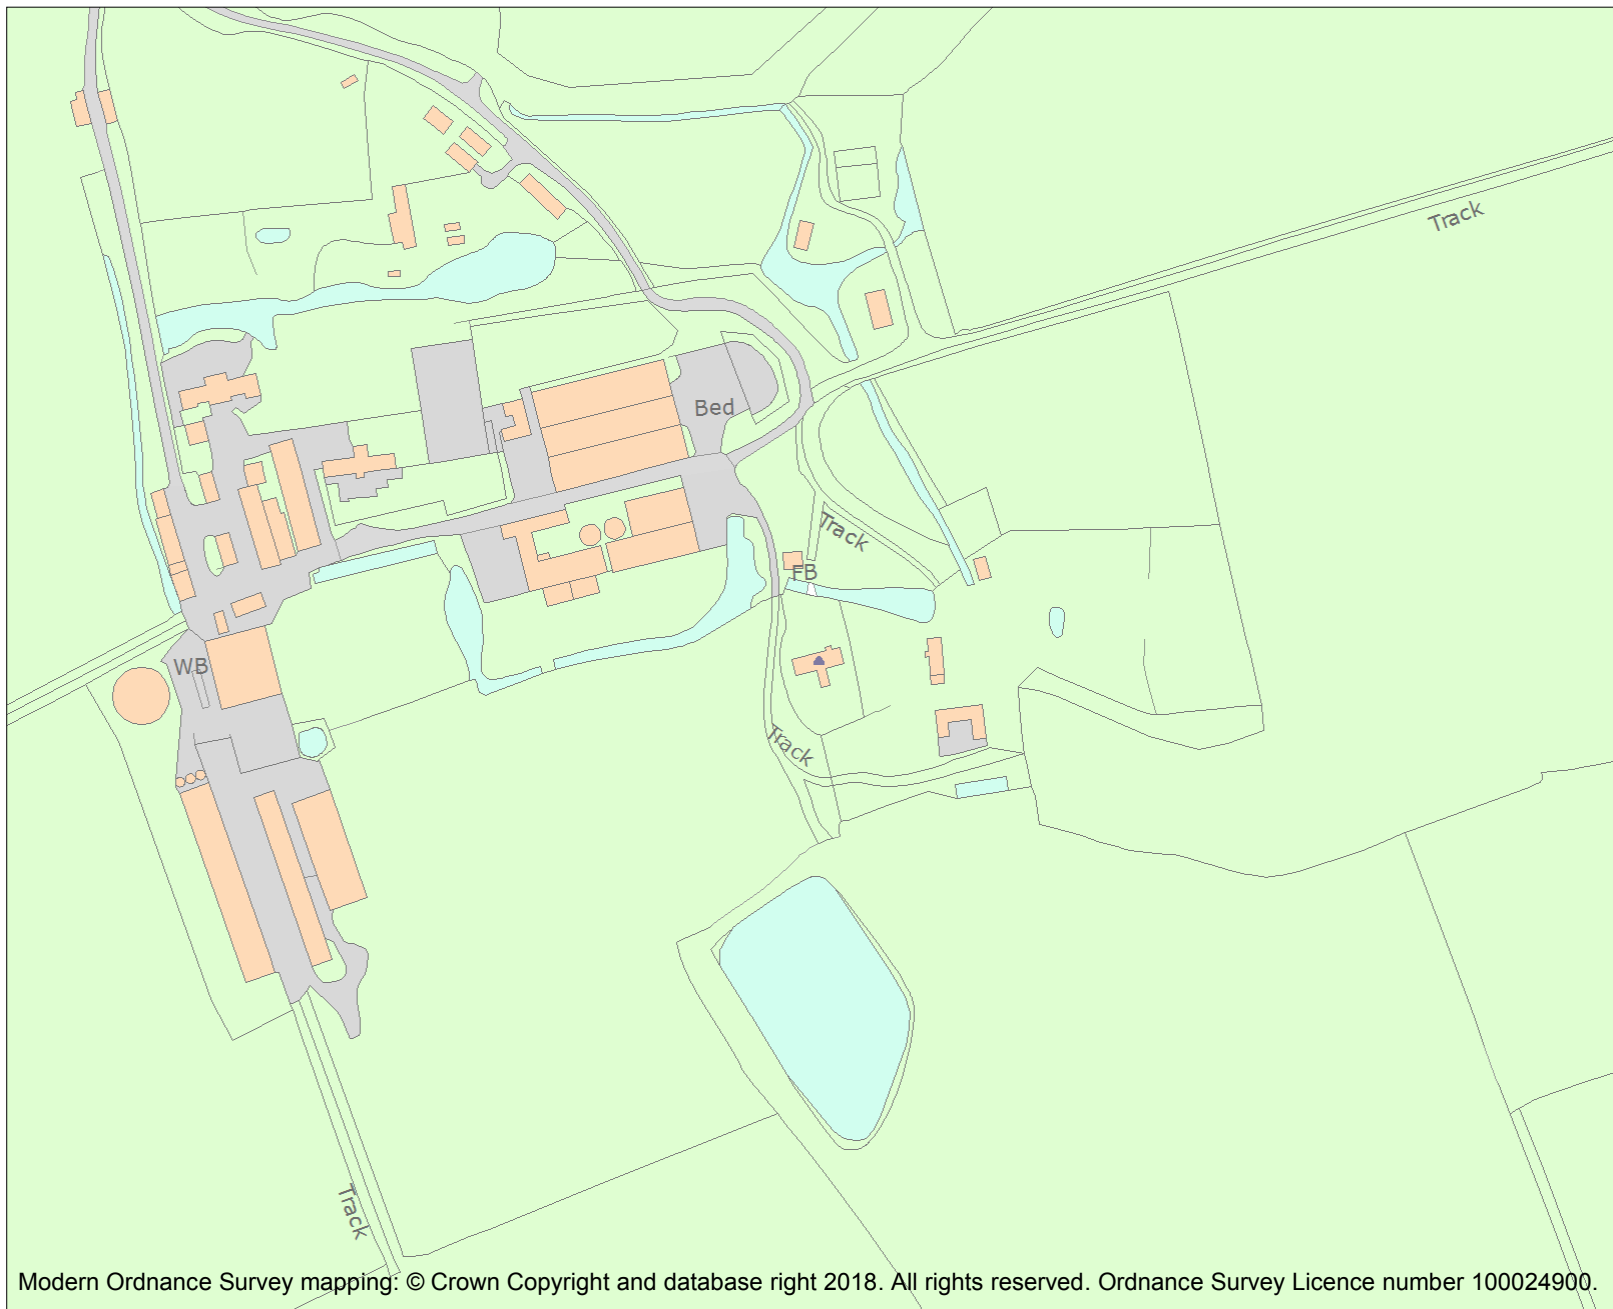 Track
Bed
Track
FB
WB
Track
Track
Modern Ordnance Survey mapping: © Crown Copyright and database right 2018. All rights reserved. Ordnance Survey Licence number 100024900.